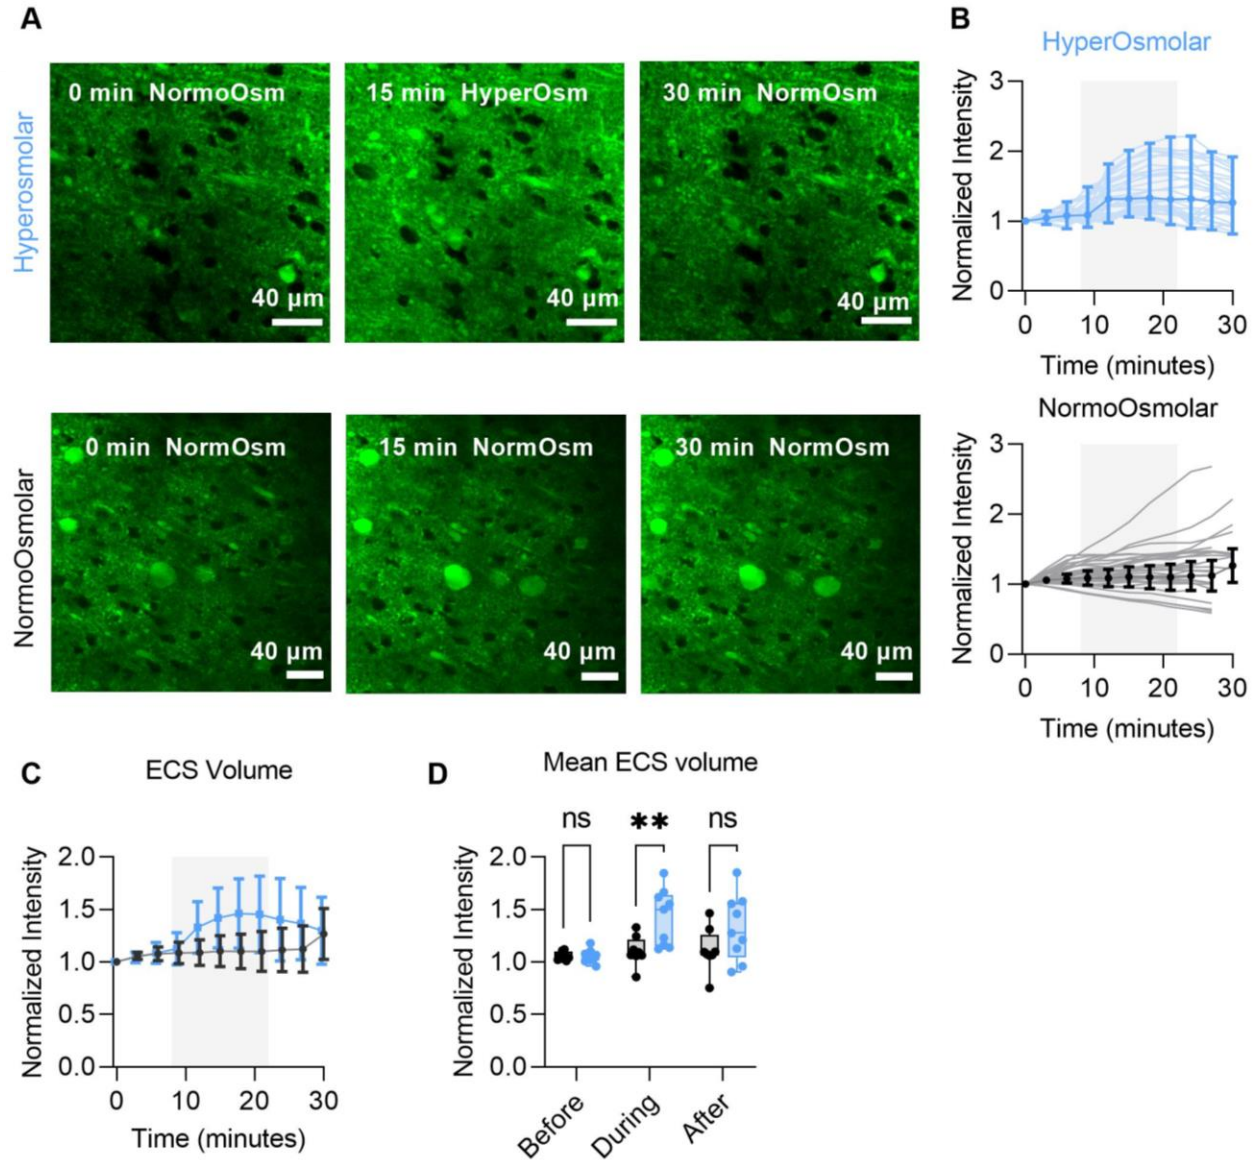 A
Hyperosmolar
0 min NormoOsm
40 µm
15 min HyperOsm
40 µm
30 min NormOsm
40 µm
NormoOsmolar
0 min NormOsm
40 µm
15 min NormOsm
40 µm
30 min NormOsm
40 µm
B
HyperOsmolar
Normalized Intensity
3
2
1
0
0 10 20 30
Time (minutes)
NormoOsmolar
Normalized Intensity
3
2
1
0
0 10 20 30
Time (minutes)
C
ECS Volume
Normalized Intensity
2.0
1.5
1.0
0.5
0.0
0 10 20 30
Time (minutes)
D
Mean ECS volume
ns ** ns
Normalized Intensity
2.0
1.5
1.0
0.5
0.0
Before During After